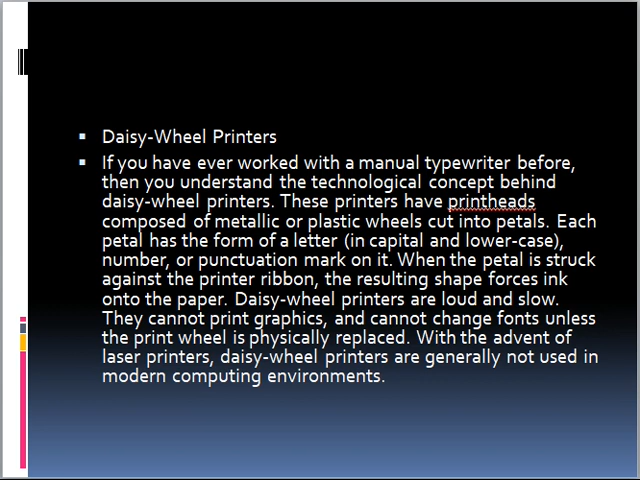 Daisy-Wheel Printers
If you have ever worked with a manual typewriter before,
then you understand the technological concept behind
daisy-wheel printers. These printers have printheads
composed of metallic or plastic wheels cut into petals. Each
petal has the form of a letter (in capital and lower-case),
number, or punctuation mark on it. When the petal is struck
against the printer ribbon, the resulting shape forces ink
onto the paper. Daisy-wheel printers are loud and slow.
They cannot print graphics, and cannot change fonts unless
the print wheel is physically replaced. With the advent of
laser printers, daisy-wheel printers are generally not used in
modern computing environments.